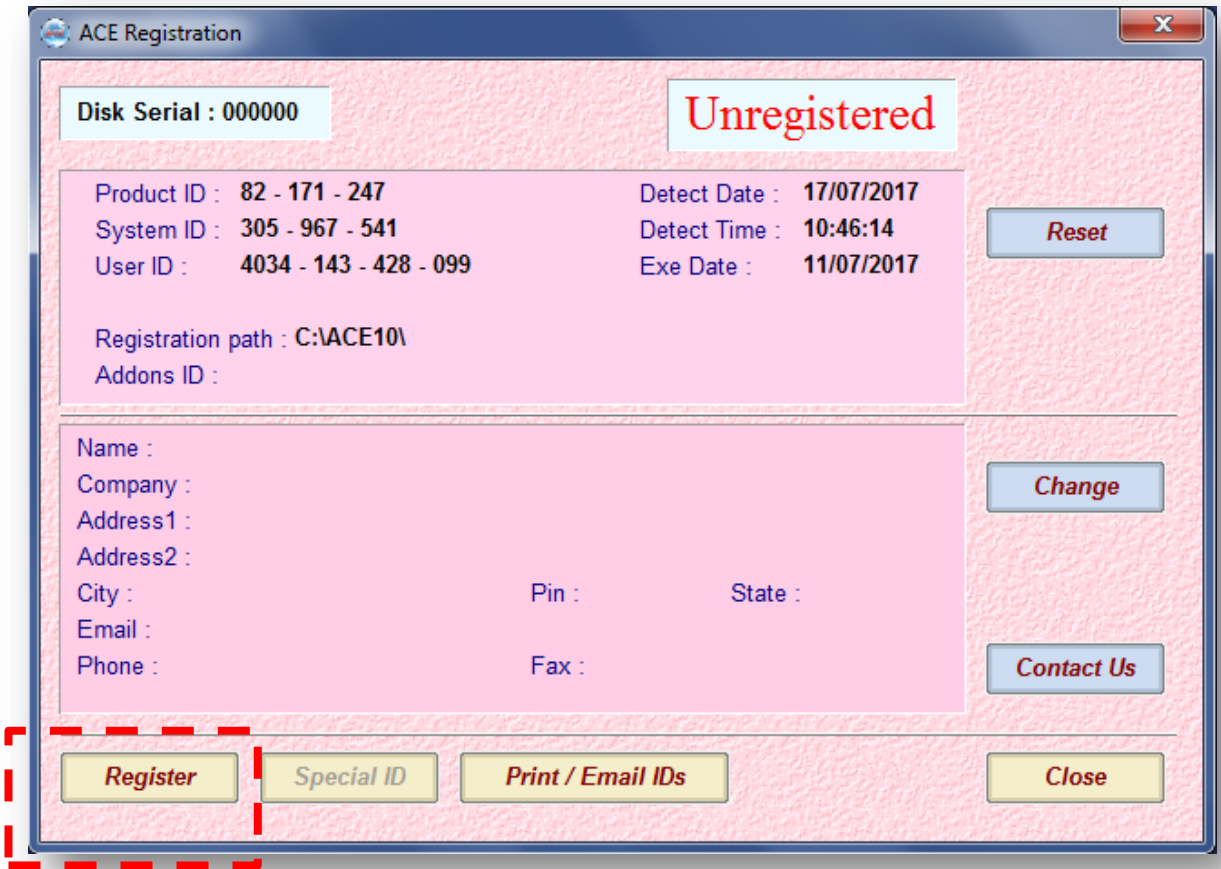 ACE Registration
Disk Serial : 000000
Unregistered
Product ID : 82 - 171 - 247 Detect Date : 17/07/2017
System ID : 305 - 967 - 541 Detect Time : 10:46:14
Reset
User ID : 4034 - 143 - 428 - 099 Exe Date : 11/07/2017
Registration path : C:\ACE10\
Addons ID :
Name :
Company :
Change
Address1 :
Address2 :
City : Pin : State :
Email :
Phone : Fax :
Contact Us
Register Special ID Print / Email IDs Close